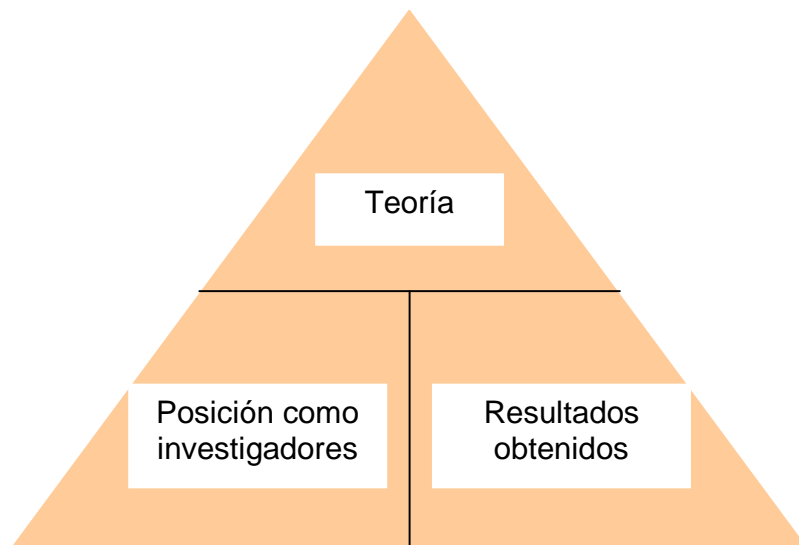 Teoría
Posición como
investigadores
Resultados
obtenidos